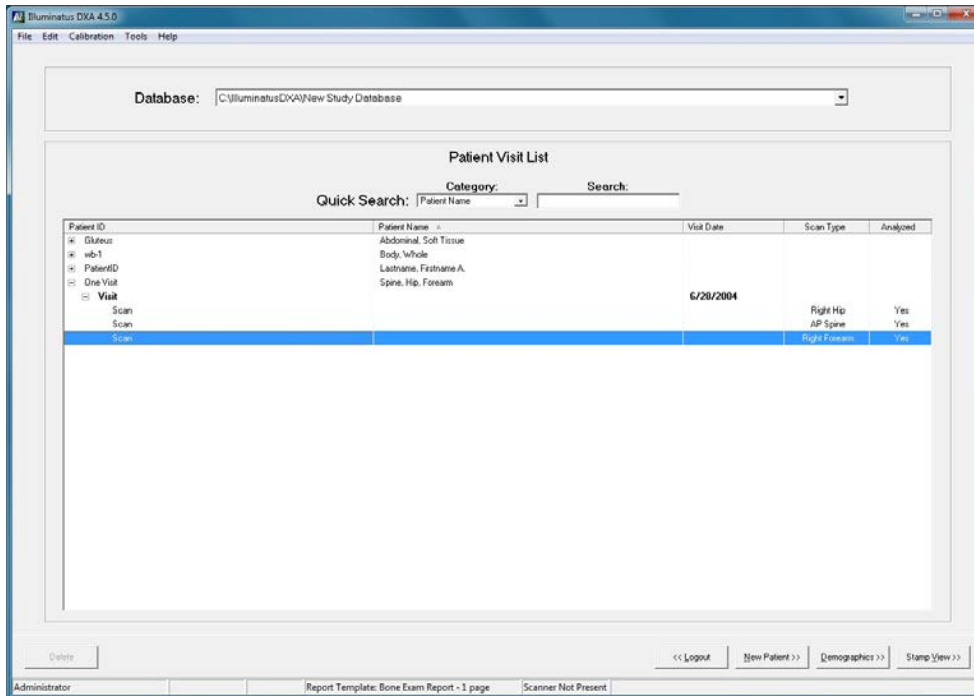 Illuminatus DXA 4.5.0
File Edit Calibration Tools Help
Database: C:\IlluminatusDXA\New Study Database
Patient Visit List
Category: Search:
Quick Search: Patient Name
Patient ID Patient Name Visit Date Scan Type Analyzed
Gluteus Abdominal, Soft Tissue
wb-1 Body, Whole
PatientID Lastname, Firstname A.
One Visit Spine, Hip, Forearm
Visit 6/28/2004
Scan Right Hip Yes
Scan AP Spine Yes
Scan Right Forearm Yes
Delete << Logout New Patient >> Demographics >> Stamp View >>
Administrator Report Template: Bone Exam Report - 1 page Scanner Not Present